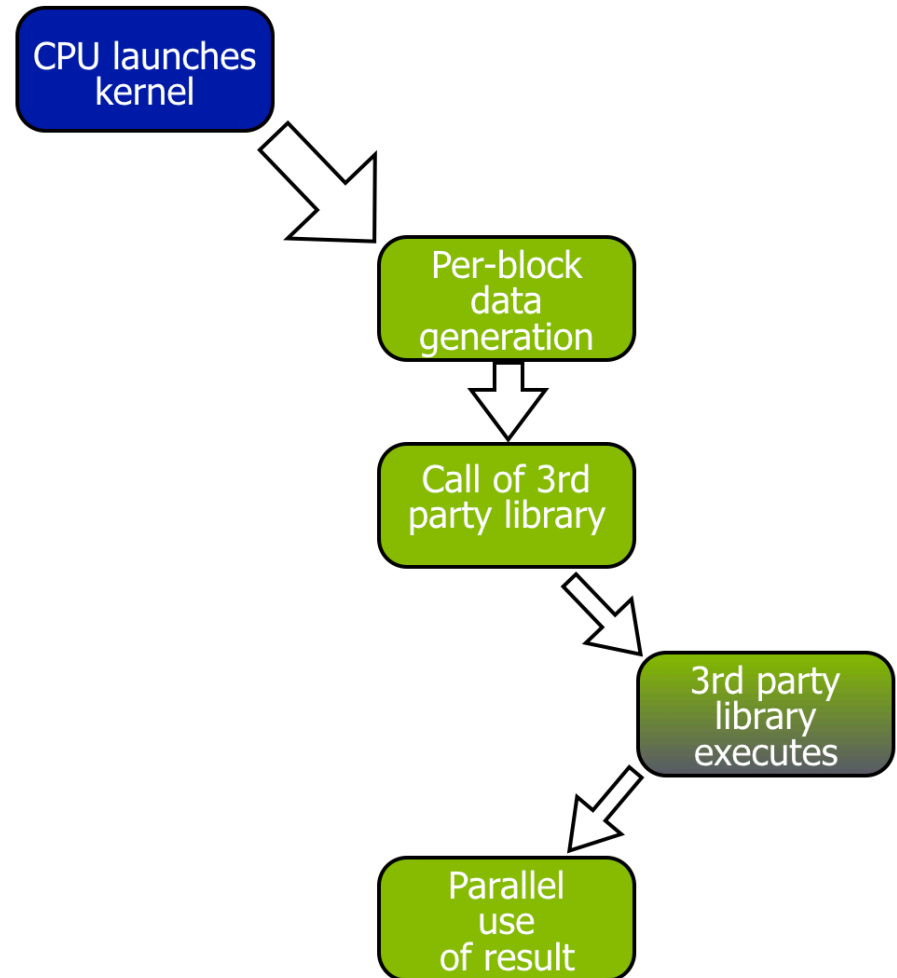 CPU launches
kernel
Per-block
data
generation
Call of 3rd
party library
3rd party
library
executes
Parallel
use
of result